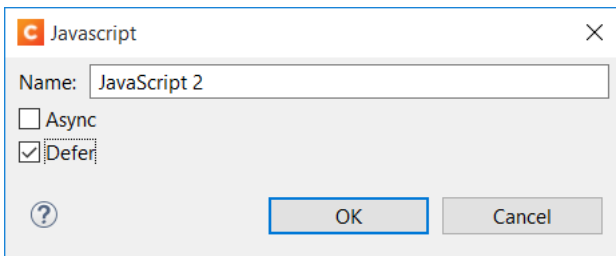 C Javascript
Name: JavaScript 2
Async
Defer
? OK Cancel